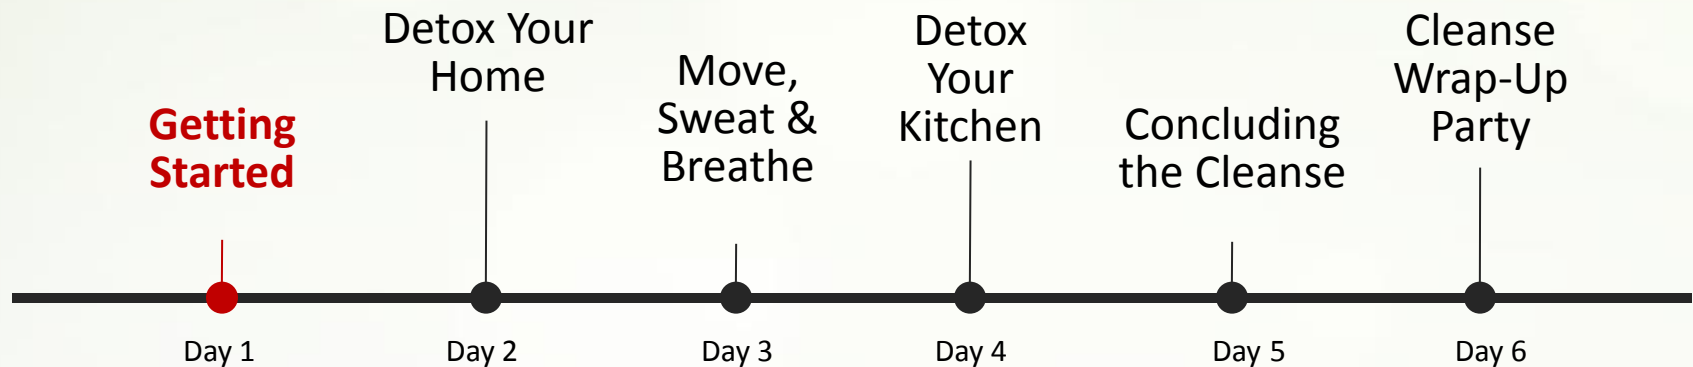 Getting
Started
Detox Your
Home
Move,
Sweat &
Breathe
Detox
Your
Kitchen
Concluding
the Cleanse
Cleanse
Wrap-Up
Party
Day 1
Day 2
Day 3
Day 4
Day 5
Day 6